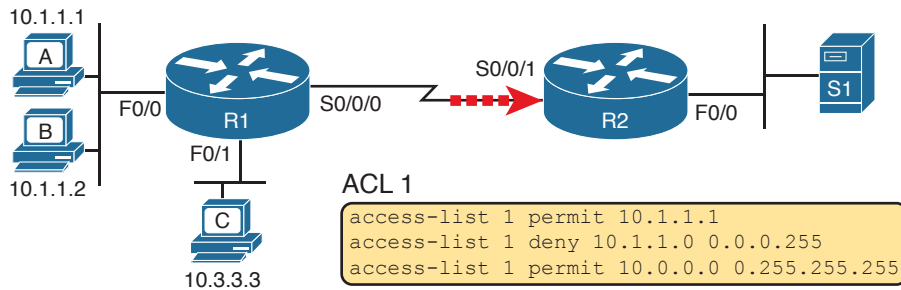 10.1.1.1
A
B
10.1.1.2
F0/0
R1
S0/0/0
F0/1
C
10.3.3.3
S0/0/1
R2
F0/0
S1
ACL 1
access-list 1 permit 10.1.1.1
access-list 1 deny 10.1.1.0 0.0.0.255
access-list 1 permit 10.0.0.0 0.255.255.255